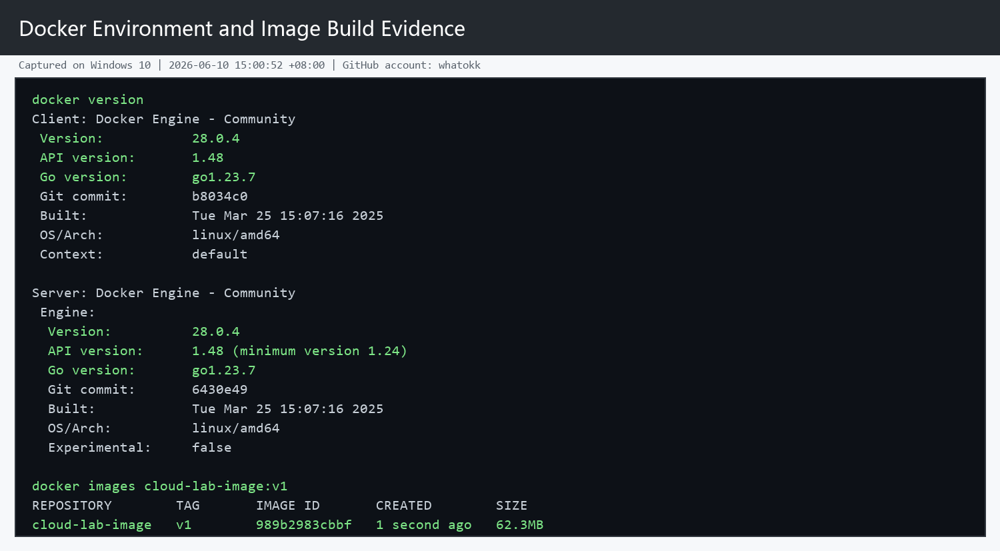 Docker Environment and Image Build Evidence
Captured on Windows 10 | 2026-06-10 15:00:52 +08:00 | GitHub account: whatokk
docker version
Client: Docker Engine - Community
 Version:           28.0.4
 API version:       1.48
 Go version:        go1.23.7
 Git commit:        b8034c0
 Built:             Tue Mar 25 15:07:16 2025
 OS/Arch:           linux/amd64
 Context:           default

Server: Docker Engine - Community
 Engine:
  Version:          28.0.4
  API version:      1.48 (minimum version 1.24)
  Go version:       go1.23.7
  Git commit:       6430e49
  Built:            Tue Mar 25 15:07:16 2025
  OS/Arch:          linux/amd64
  Experimental:     false

docker images cloud-lab-image:v1
REPOSITORY        TAG       IMAGE ID       CREATED        SIZE
cloud-lab-image   v1        989b2983cbbf   1 second ago   62.3MB